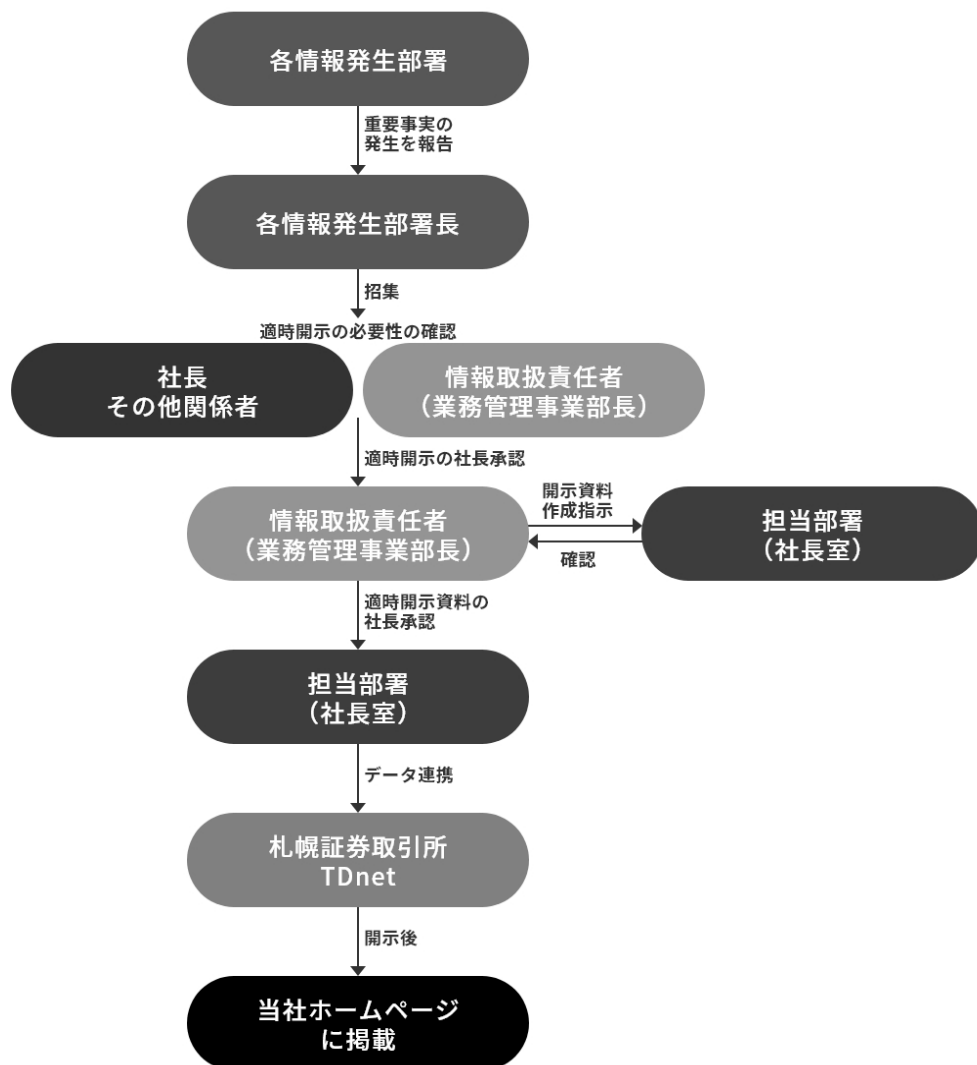 各情報発生部署
重要事実の
発生を報告
各情報発生部署長
招集
適時開示の必要性の確認
社長
その他関係者
情報取扱責任者
（業務管理事業部長）
適時開示の社長承認
情報取扱責任者
（業務管理事業部長）
開示資料
作成指示
確認
担当部署
（社長室）
適時開示資料の
社長承認
担当部署
（社長室）
データ連携
札幌証券取引所
TDnet
開示後
当社ホームページ
に掲載